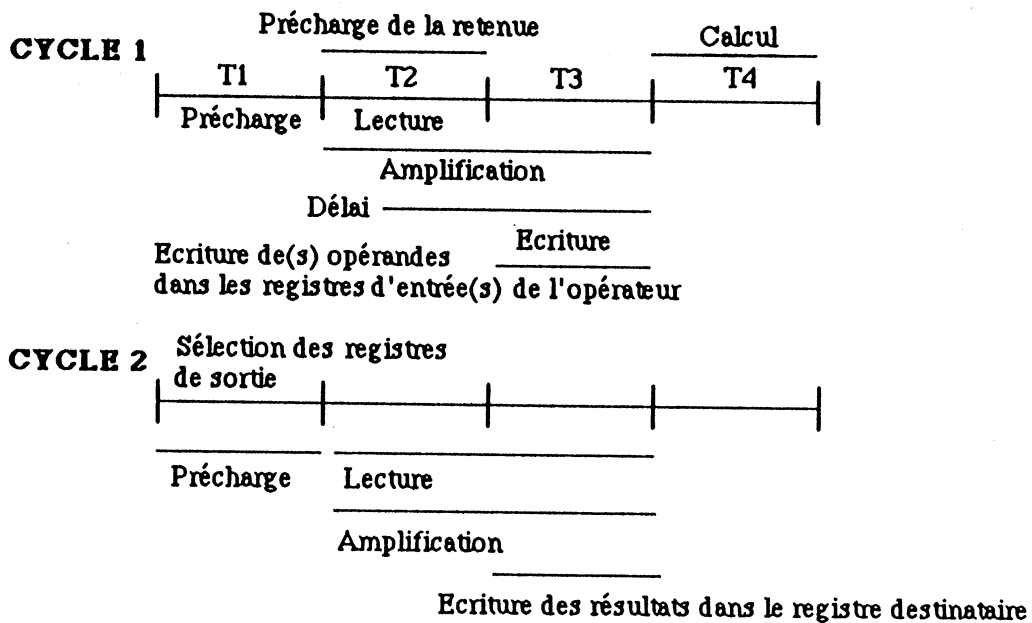 Précharge de la retenue
CYCLE 1
Calcul
T1 T2 T3 T4
Précharge Lecture
Amplification
Délai
Ecriture
Ecriture de(s) opérandes
dans les registres d'entrée(s) de l'opérateur
CYCLE 2
Sélection des registres
de sortie
Précharge Lecture
Amplification
Ecriture des résultats dans le registre destinataire